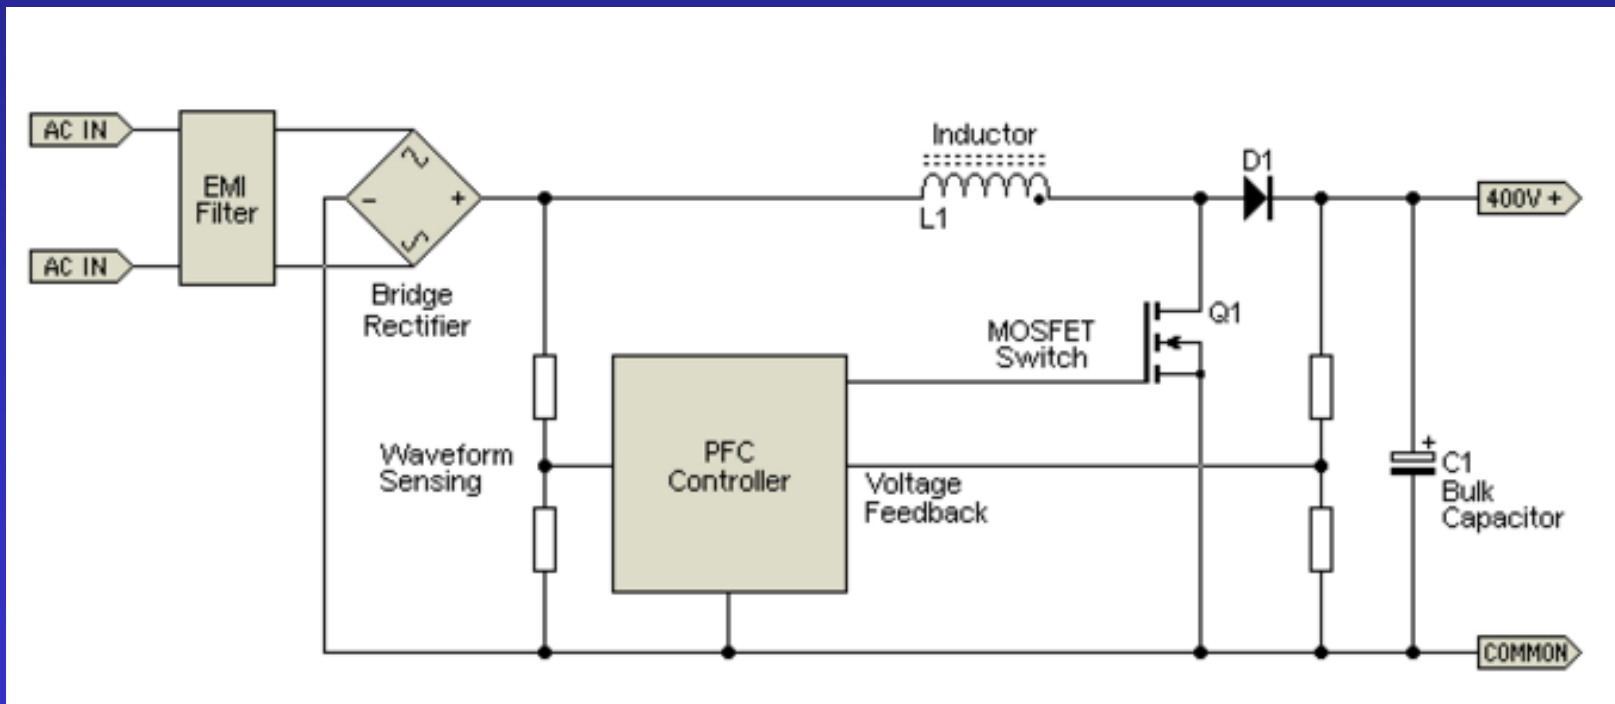 AC IN
EMI
Filter
AC IN
~
~
-
+
Bridge
Rectifier
Inductor
L1
D1
400V +
MOSFET
Switch
Q1
Waveform
Sensing
PFC
Controller
Voltage
Feedback
+
C1
Bulk
Capacitor
COMMON